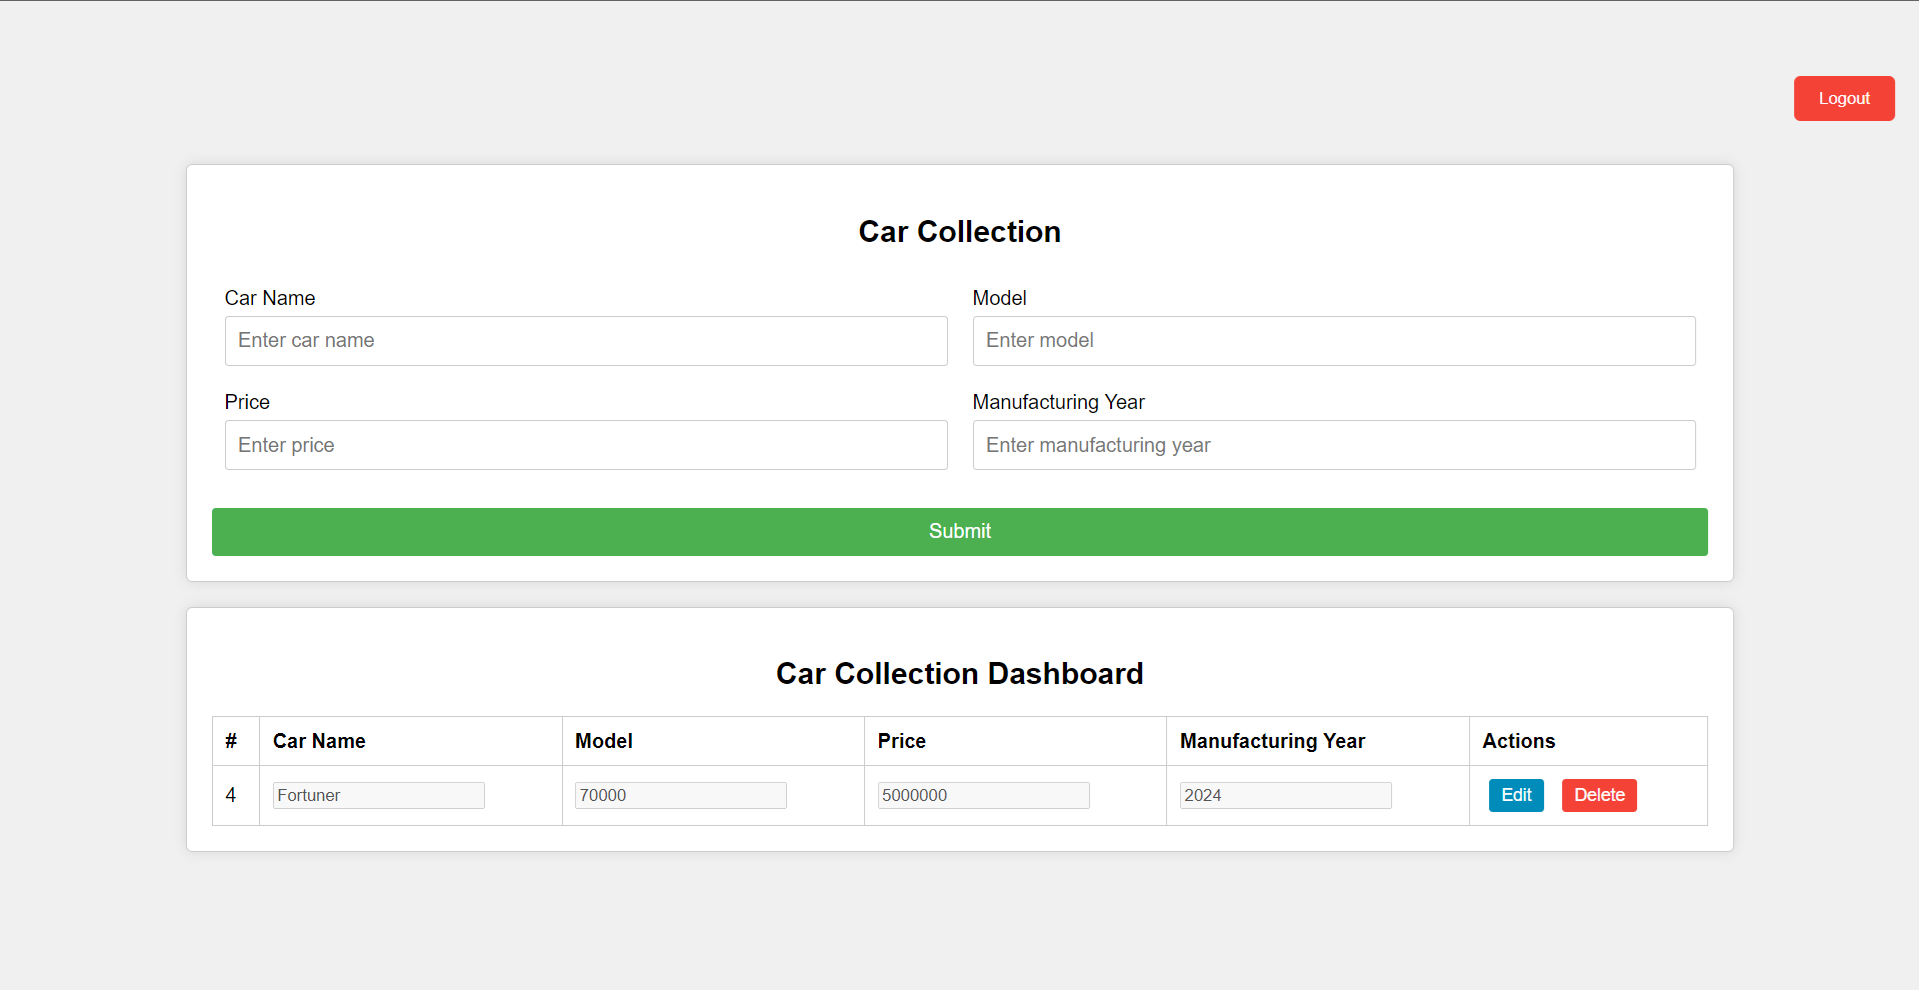 Logout
Car Collection
Car Name Model
Enter car name Enter model
Price Manufacturing Year
Enter price Enter manufacturing year
Submit
Car Collection Dashboard
# Car Name Model Price Manufacturing Year Actions
4 Fortuner 70000 5000000 2024 Edit Delete